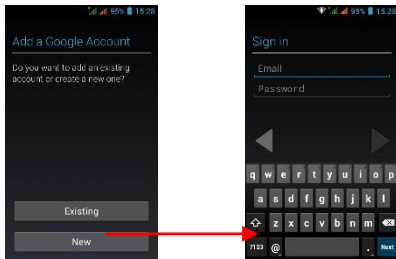 96% 15:28
Add a Google Account
Do you want to add an existing
account or create a new one?
Existing
New
95% 15:28
Sign in
Email
Password
q w e r t y u i o p
a s d f g h j k l
z x c v b n m
?123 @ . Next